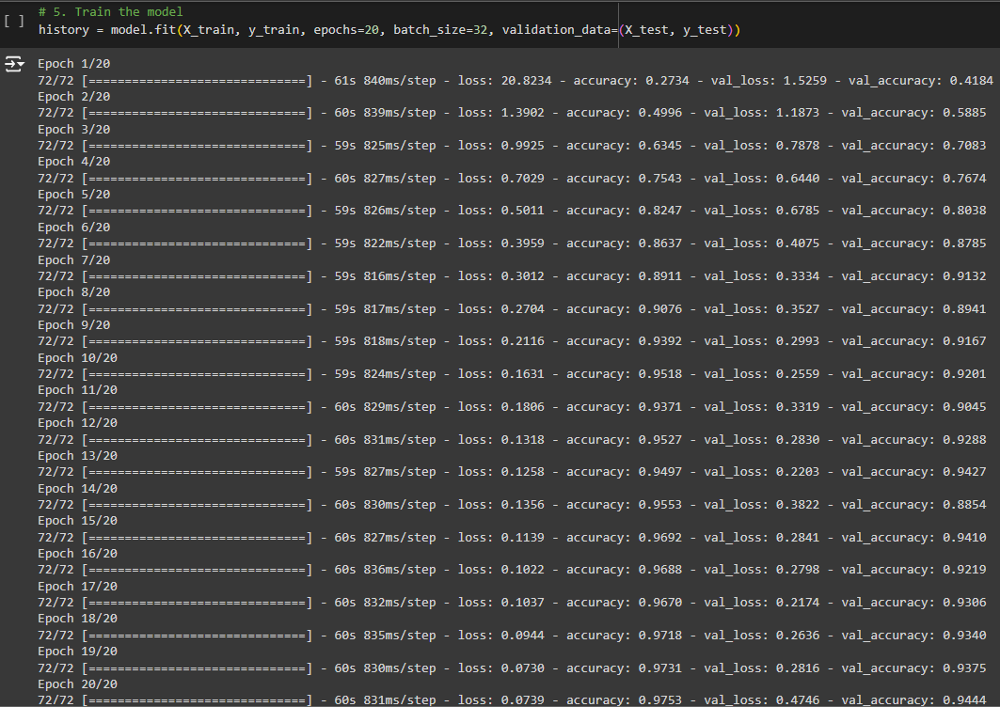 # 5. Train the model
[ ] history = model.fit(X_train, y_train, epochs=20, batch_size=32, validation_data=(X_test, y_test))
Epoch 1/20
72/72 [==============================] - 61s 840ms/step - loss: 20.8234 - accuracy: 0.2734 - val_loss: 1.5259 - val_accuracy: 0.4184
Epoch 2/20
72/72 [==============================] - 60s 839ms/step - loss: 1.3902 - accuracy: 0.4996 - val_loss: 1.1873 - val_accuracy: 0.5885
Epoch 3/20
72/72 [==============================] - 59s 825ms/step - loss: 0.9925 - accuracy: 0.6345 - val_loss: 0.7878 - val_accuracy: 0.7083
Epoch 4/20
72/72 [==============================] - 60s 827ms/step - loss: 0.7029 - accuracy: 0.7543 - val_loss: 0.6440 - val_accuracy: 0.7674
Epoch 5/20
72/72 [==============================] - 59s 826ms/step - loss: 0.5011 - accuracy: 0.8247 - val_loss: 0.6785 - val_accuracy: 0.8038
Epoch 6/20
72/72 [==============================] - 59s 822ms/step - loss: 0.3959 - accuracy: 0.8637 - val_loss: 0.4075 - val_accuracy: 0.8785
Epoch 7/20
72/72 [==============================] - 59s 816ms/step - loss: 0.3012 - accuracy: 0.8911 - val_loss: 0.3334 - val_accuracy: 0.9132
Epoch 8/20
72/72 [==============================] - 59s 817ms/step - loss: 0.2704 - accuracy: 0.9076 - val_loss: 0.3527 - val_accuracy: 0.8941
Epoch 9/20
72/72 [==============================] - 59s 818ms/step - loss: 0.2116 - accuracy: 0.9392 - val_loss: 0.2993 - val_accuracy: 0.9167
Epoch 10/20
72/72 [==============================] - 59s 824ms/step - loss: 0.1631 - accuracy: 0.9518 - val_loss: 0.2559 - val_accuracy: 0.9201
Epoch 11/20
72/72 [==============================] - 60s 829ms/step - loss: 0.1806 - accuracy: 0.9371 - val_loss: 0.3319 - val_accuracy: 0.9045
Epoch 12/20
72/72 [==============================] - 60s 831ms/step - loss: 0.1318 - accuracy: 0.9527 - val_loss: 0.2830 - val_accuracy: 0.9288
Epoch 13/20
72/72 [==============================] - 59s 827ms/step - loss: 0.1258 - accuracy: 0.9497 - val_loss: 0.2203 - val_accuracy: 0.9427
Epoch 14/20
72/72 [==============================] - 60s 830ms/step - loss: 0.1356 - accuracy: 0.9553 - val_loss: 0.3822 - val_accuracy: 0.8854
Epoch 15/20
72/72 [==============================] - 60s 827ms/step - loss: 0.1139 - accuracy: 0.9692 - val_loss: 0.2841 - val_accuracy: 0.9410
Epoch 16/20
72/72 [==============================] - 60s 836ms/step - loss: 0.1022 - accuracy: 0.9688 - val_loss: 0.2798 - val_accuracy: 0.9219
Epoch 17/20
72/72 [==============================] - 60s 832ms/step - loss: 0.1037 - accuracy: 0.9670 - val_loss: 0.2174 - val_accuracy: 0.9306
Epoch 18/20
72/72 [==============================] - 60s 835ms/step - loss: 0.0944 - accuracy: 0.9718 - val_loss: 0.2636 - val_accuracy: 0.9340
Epoch 19/20
72/72 [==============================] - 60s 830ms/step - loss: 0.0730 - accuracy: 0.9731 - val_loss: 0.2816 - val_accuracy: 0.9375
Epoch 20/20
72/72 [==============================] - 60s 831ms/step - loss: 0.0739 - accuracy: 0.9753 - val_loss: 0.4746 - val_accuracy: 0.9444